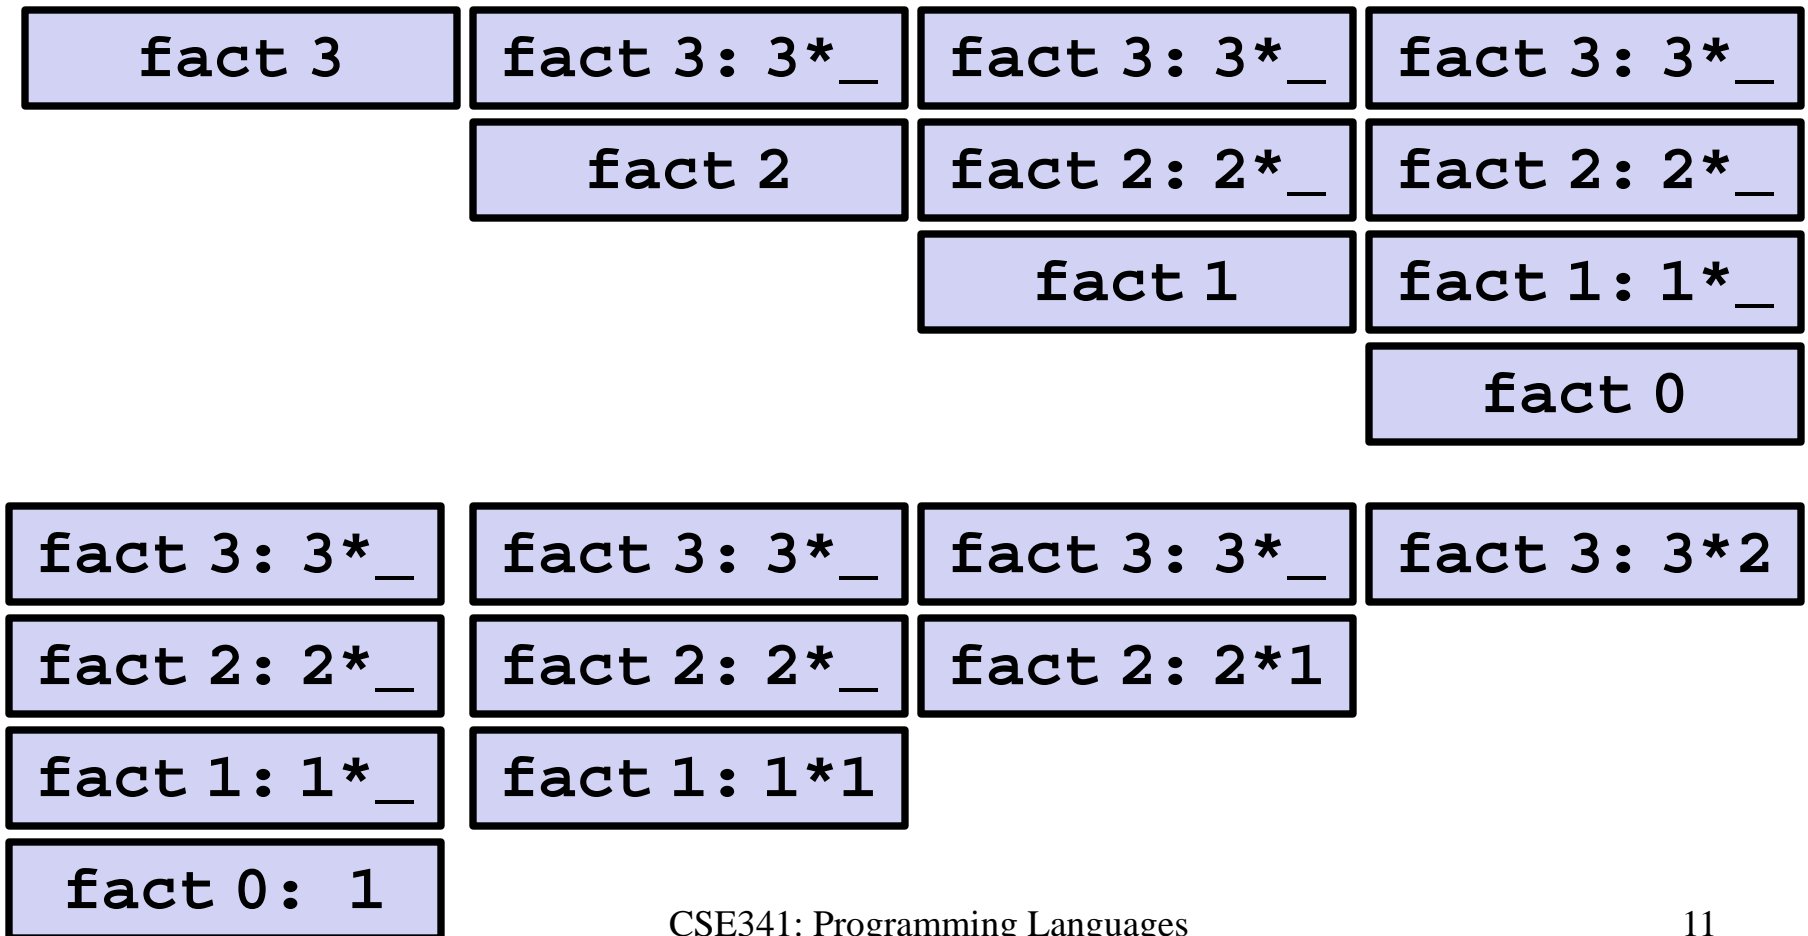 fact 3 fact 3: 3*_ fact 3: 3*_ fact 3: 3*_
fact 2 fact 2: 2*_ fact 2: 2*_
fact 1 fact 1: 1*_
fact 0
fact 3: 3*_ fact 3: 3*_ fact 3: 3*_ fact 3: 3*2
fact 2: 2*_ fact 2: 2*_ fact 2: 2*1
fact 1: 1*_ fact 1: 1*1
fact 0: 1
CSE341: Programming Languages 11